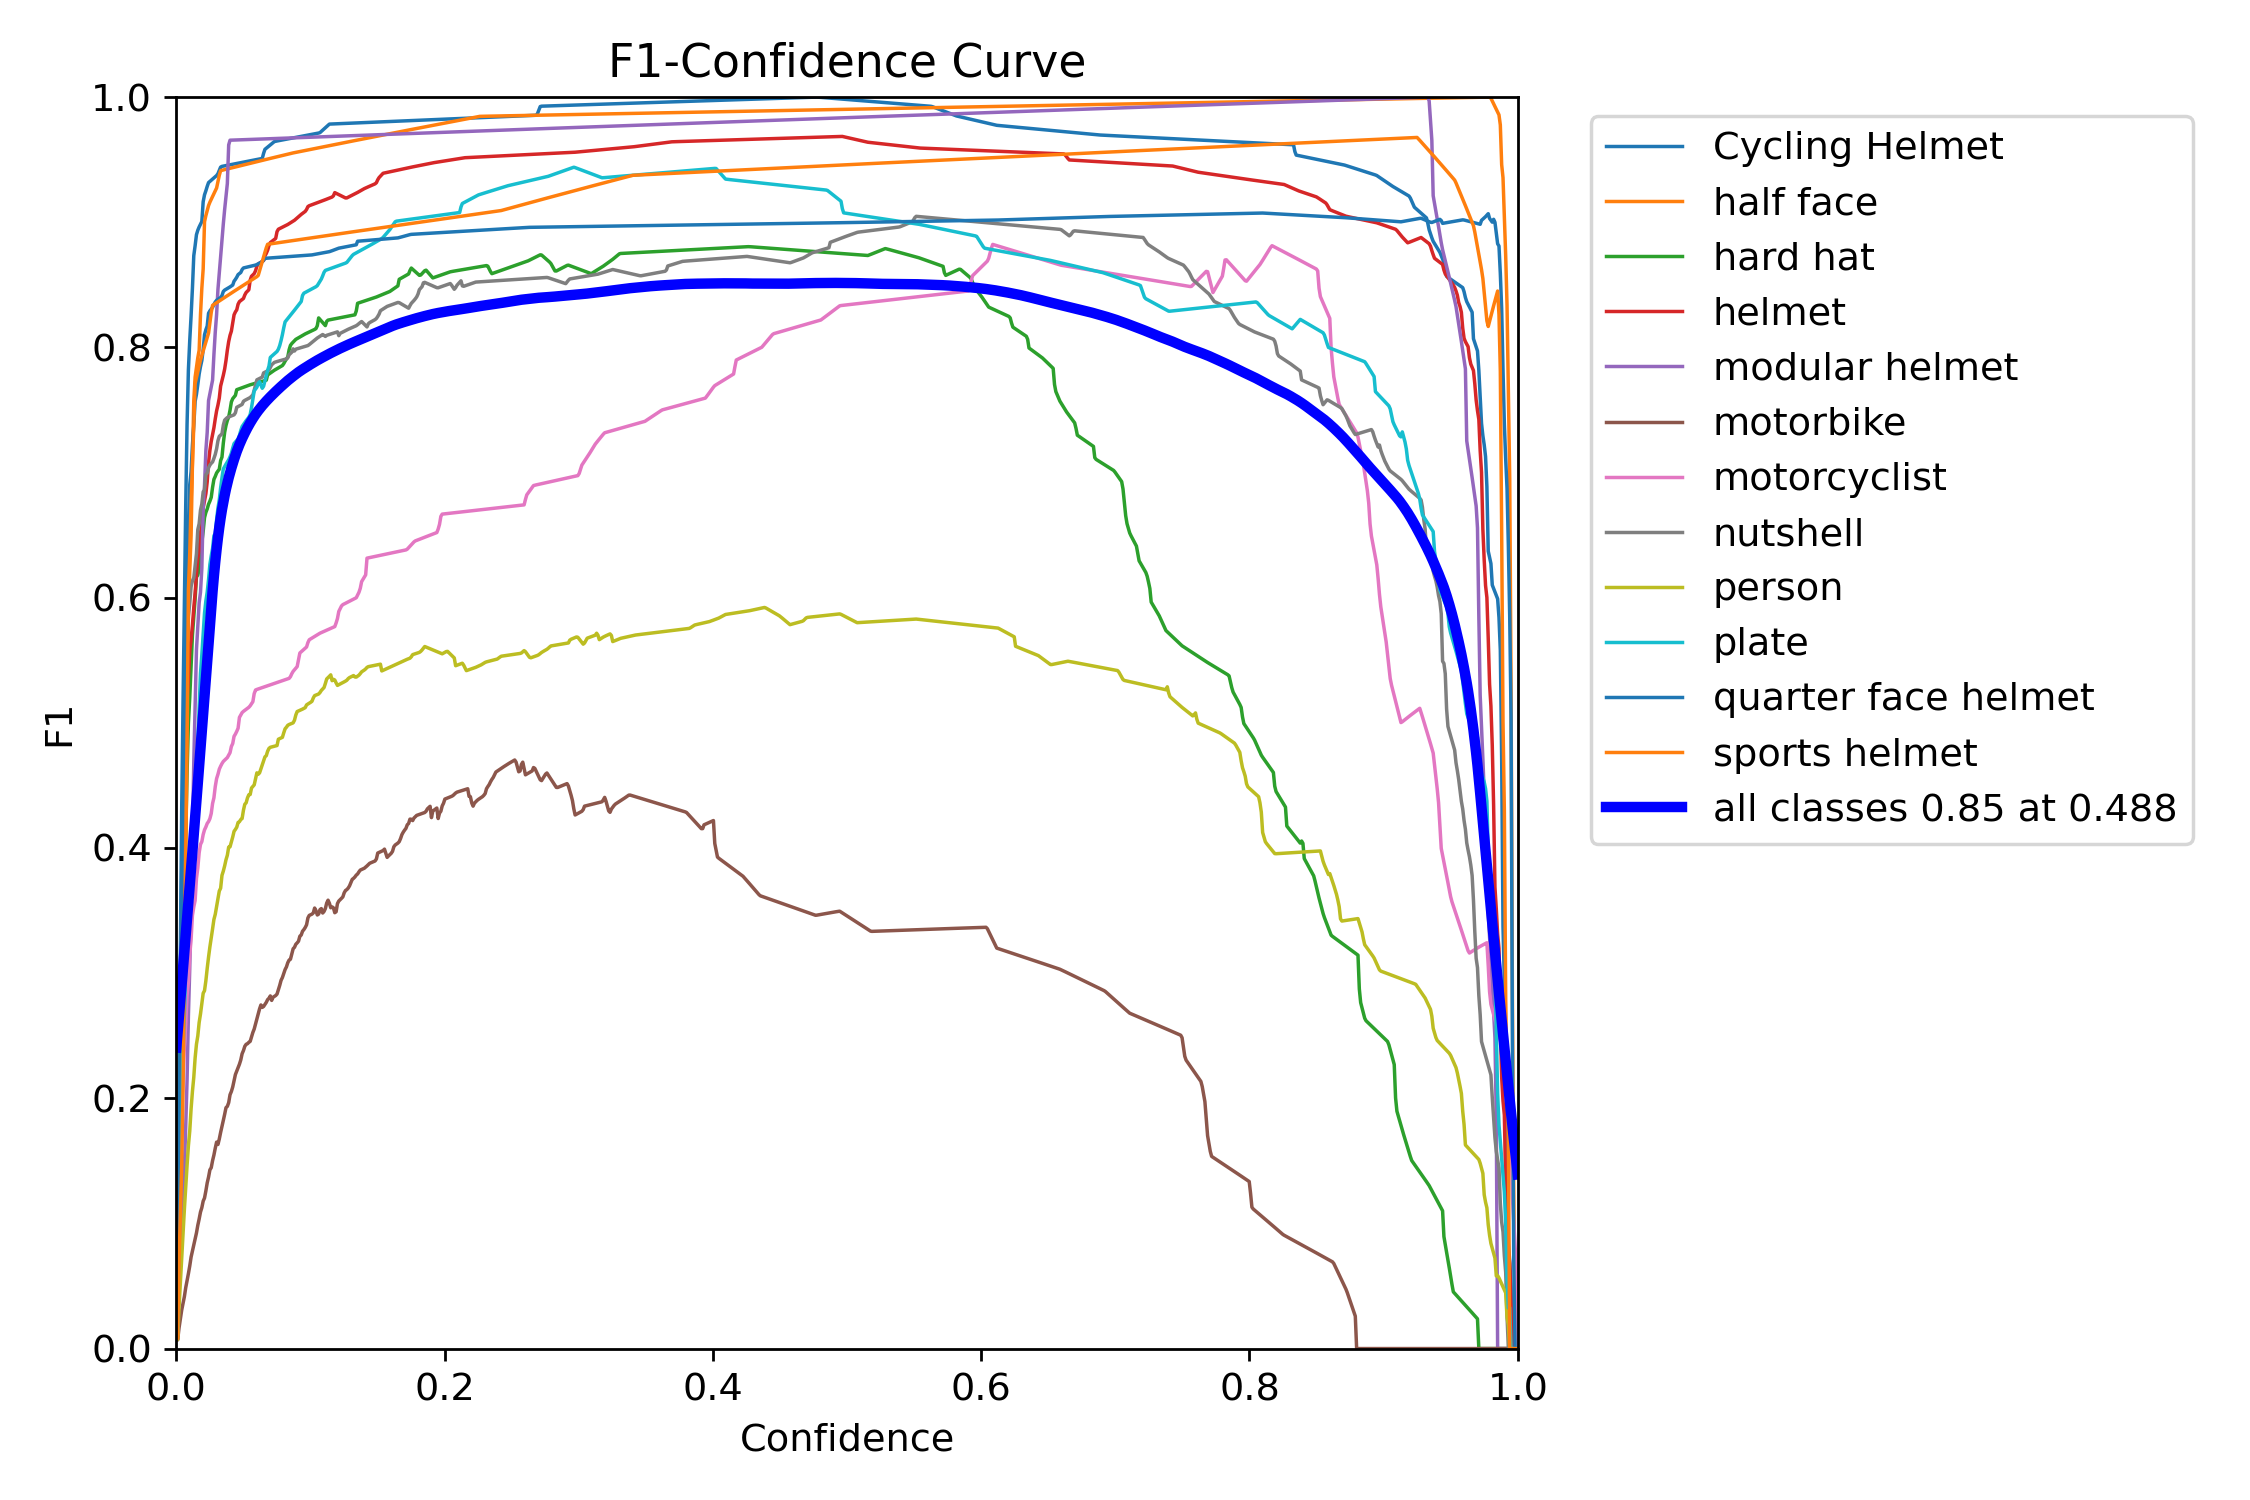 F1-Confidence Curve
1.0
0.8
0.6
0.4
0.2
0.0
F1
0.0 0.2 0.4 0.6 0.8 1.0
Confidence
Cycling Helmet
half face
hard hat
helmet
modular helmet
motorbike
motorcyclist
nutshell
person
plate
quarter face helmet
sports helmet
all classes 0.85 at 0.488